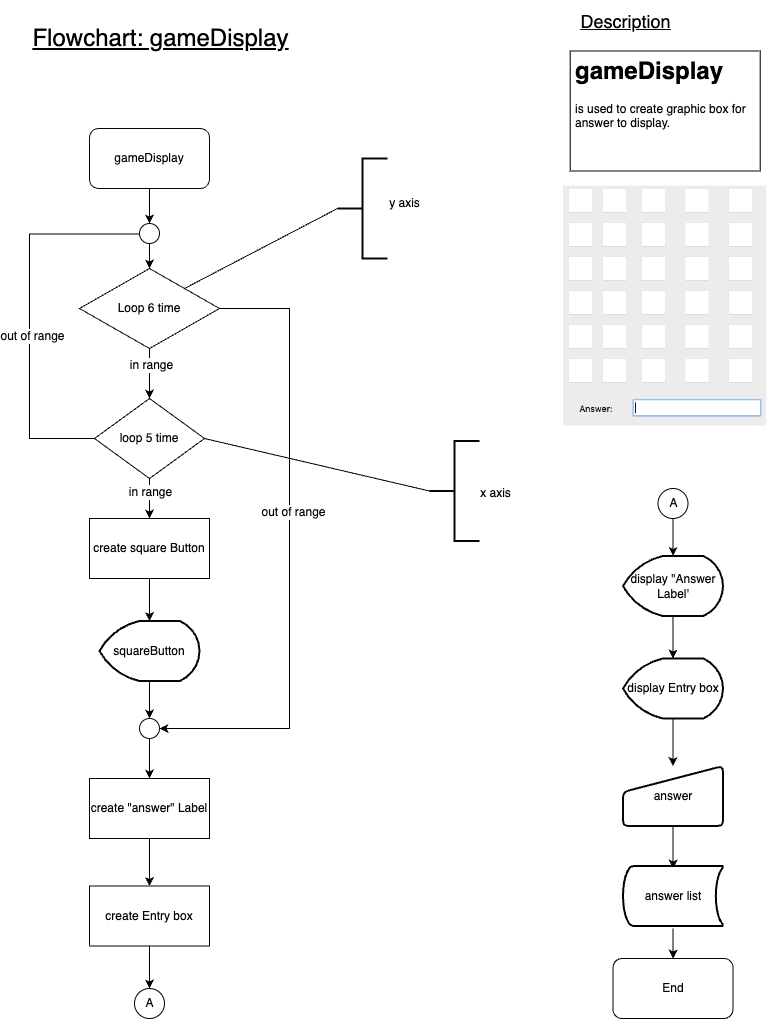 Flowchart: gameDisplay
Description
gameDisplay
is used to create graphic box for
answer to display.
gameDisplay
y axis
Loop 6 time
out of range
in range
loop 5 time
in range
x axis
out of range
create square Button
squareButton
create "answer" Label
create Entry box
A
Answer:
A
display "Answer
Label'
display Entry box
answer
answer list
End